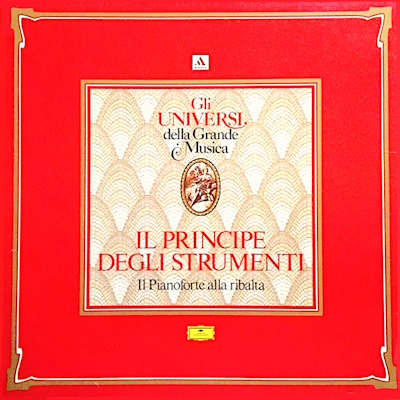 A
Gli
UNIVERSI
della Grande
Musica
IL PRINCIPE
DEGLI STRUMENTI
Il Pianoforte alla ribalta